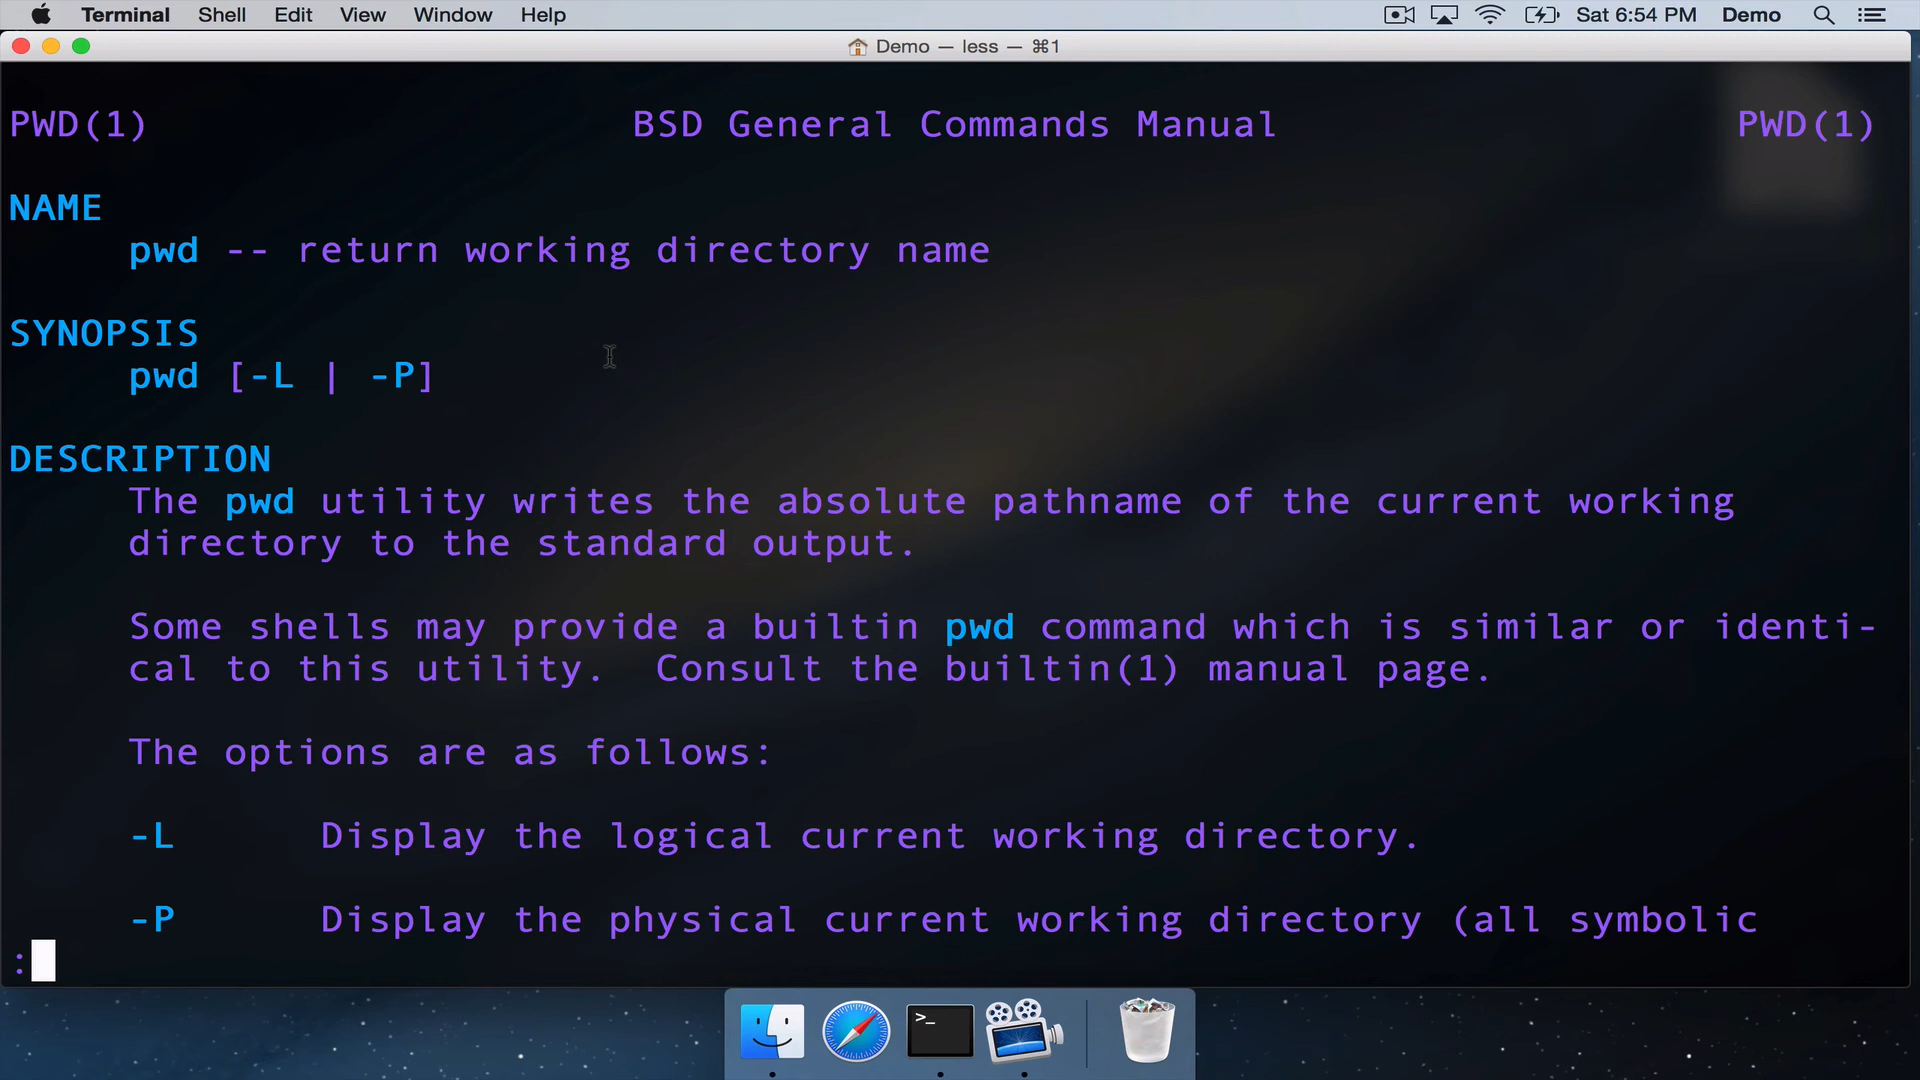 Terminal Shell Edit View Window Help Sat 6:54 PM Demo
Demo — less — ⌘1
PWD(1) BSD General Commands Manual PWD(1)
NAME
pwd -- return working directory name
SYNOPSIS
pwd [-L | -P]
DESCRIPTION
The pwd utility writes the absolute pathname of the current working
directory to the standard output.
Some shells may provide a builtin pwd command which is similar or identi-
cal to this utility.  Consult the builtin(1) manual page.
The options are as follows:
-L Display the logical current working directory.
-P Display the physical current working directory (all symbolic
:
>_